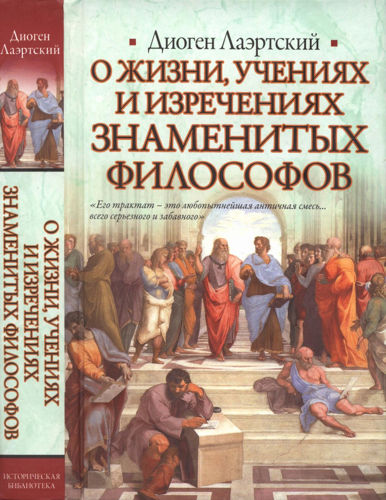 Диоген Лаэртский
О ЖИЗНИ, УЧЕНИЯХ
И ИЗРЕЧЕНИЯХ
ЗНАМЕНИТЫХ ФИЛОСОФОВ
ИСТОРИЧЕСКАЯ
БИБЛИОТЕКА
Диоген Лаэртский
О ЖИЗНИ, УЧЕНИЯХ
И ИЗРЕЧЕНИЯХ
ЗНАМЕНИТЫХ
ФИЛОСОФОВ
«Его трактат – это любопытнейшая античная смесь...
всего серьезного и забавного»